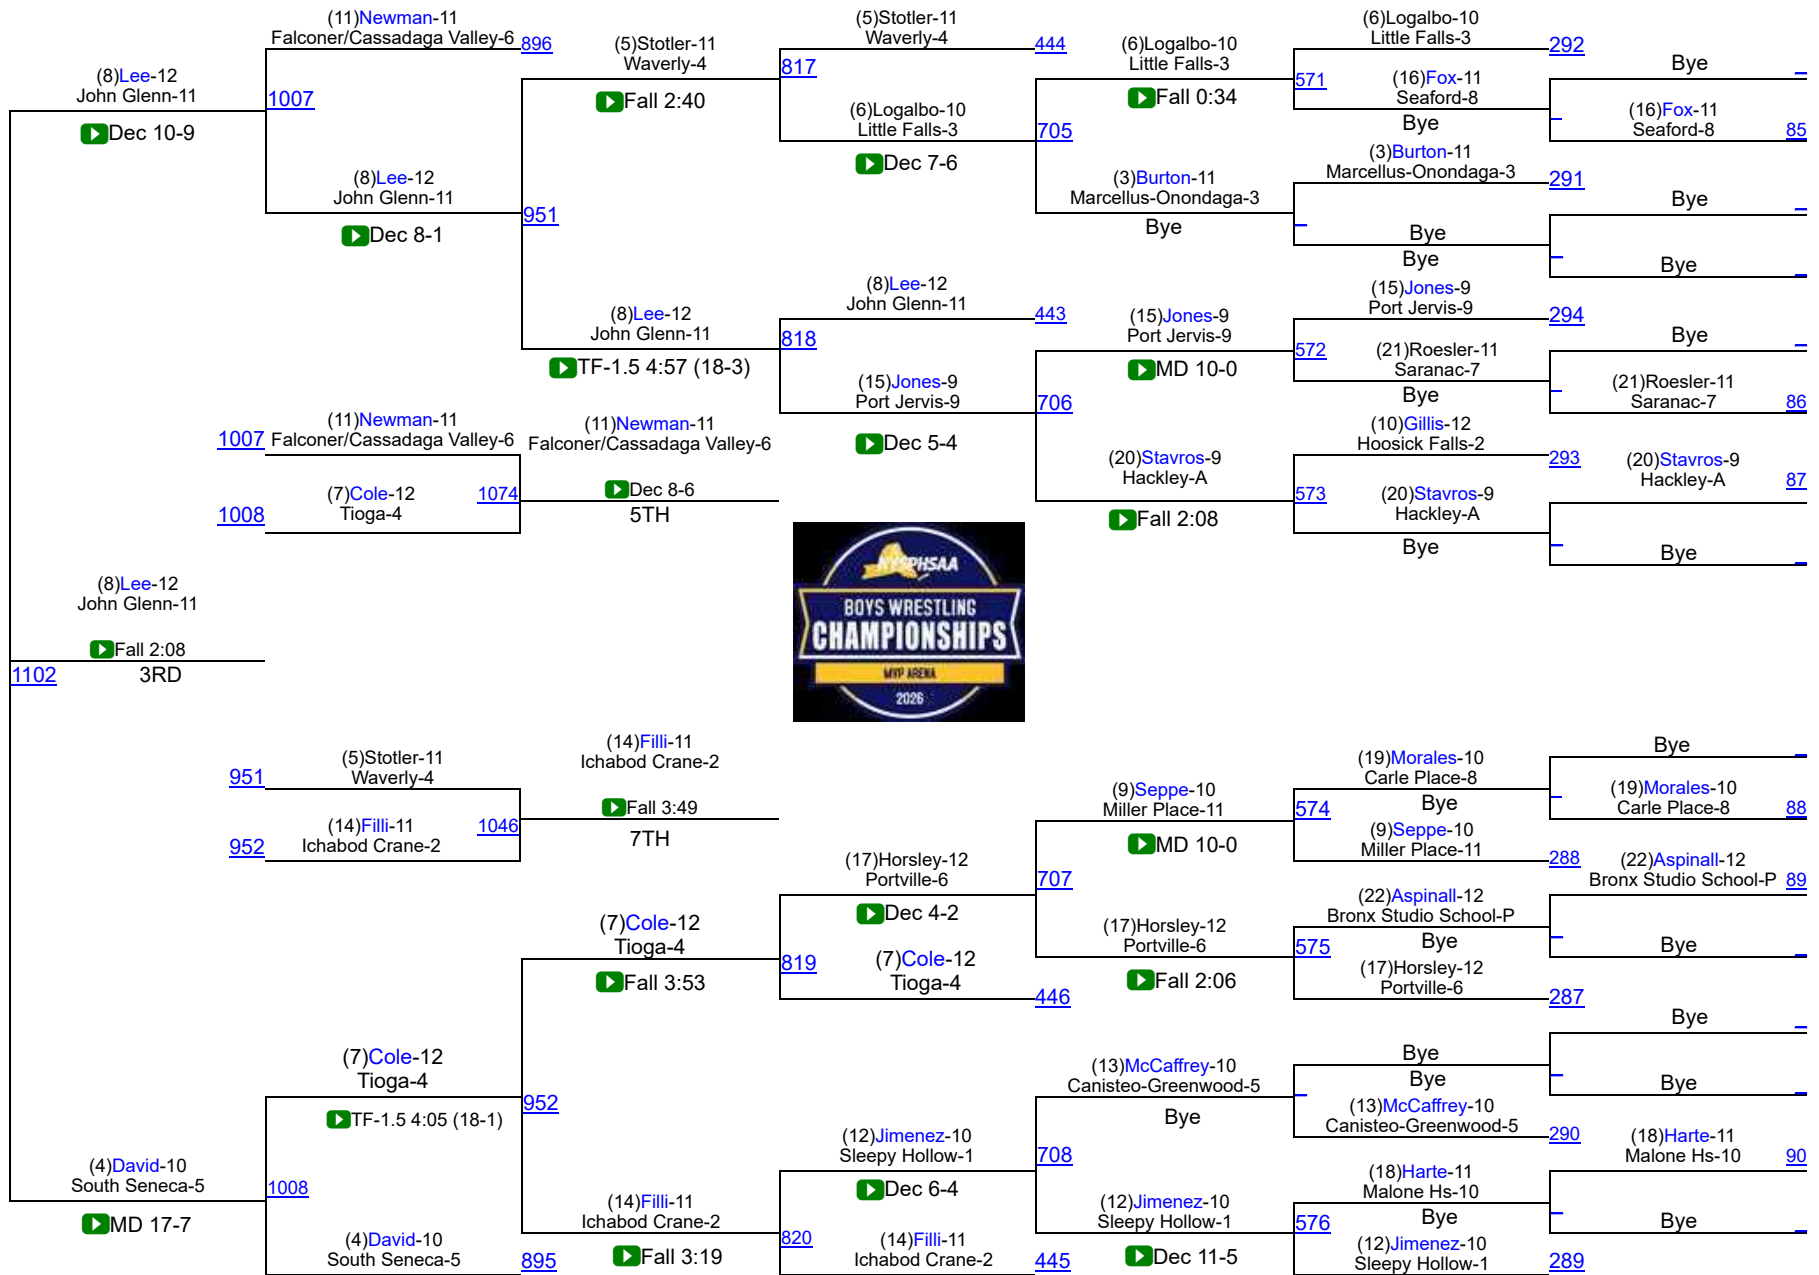 (11)Newman-11
Falconer/Cassadaga Valley-6
896
(8)Lee-12
John Glenn-11
1007
Dec 10-9
(8)Lee-12
John Glenn-11
Dec 8-1
(5)Stotler-11
Waverly-4
817
Fall 2:40
951
(8)Lee-12
John Glenn-11
818
TF-1.5 4:57 (18-3)
(5)Stotler-11
Waverly-4
444
(6)Logalbo-10
Little Falls-3
705
Dec 7-6
(8)Lee-12
John Glenn-11
443
(15)Jones-9
Port Jervis-9
706
Dec 5-4
(6)Logalbo-10
Little Falls-3
571
Fall 0:34
(3)Burton-11
Marcellus-Onondaga-3
Bye
(15)Jones-9
Port Jervis-9
572
MD 10-0
(20)Stavros-9
Hackley-A
573
Fall 2:08
(6)Logalbo-10
Little Falls-3
292
(16)Fox-11
Seaford-8
Bye
(3)Burton-11
Marcellus-Onondaga-3
291
Bye
Bye
(15)Jones-9
Port Jervis-9
294
(21)Roesler-11
Saranac-7
Bye
(10)Gillis-12
Hoosick Falls-2
293
(20)Stavros-9
Hackley-A
Bye
Bye
(16)Fox-11
Seaford-8
85
Bye
Bye
Bye
(21)Roesler-11
Saranac-7
86
(20)Stavros-9
Hackley-A
87
Bye
1007
(11)Newman-11
Falconer/Cassadaga Valley-6
1008
(7)Cole-12
Tioga-4
1074
(11)Newman-11
Falconer/Cassadaga Valley-6
Dec 8-6
5TH
(8)Lee-12
John Glenn-11
Fall 2:08
1102
3RD
NYSPHSAA
BOYS WRESTLING
CHAMPIONSHIPS
MVP ARENA
2026
951
(5)Stotler-11
Waverly-4
952
(14)Filli-11
Ichabod Crane-2
1046
(14)Filli-11
Ichabod Crane-2
Fall 3:49
7TH
(7)Cole-12
Tioga-4
819
Fall 3:53
(7)Cole-12
Tioga-4
952
TF-1.5 4:05 (18-1)
(4)David-10
South Seneca-5
1008
MD 17-7
(4)David-10
South Seneca-5
895
(14)Filli-11
Ichabod Crane-2
820
Fall 3:19
(17)Horsley-12
Portville-6
707
Dec 4-2
(7)Cole-12
Tioga-4
446
(12)Jimenez-10
Sleepy Hollow-1
708
Dec 6-4
(14)Filli-11
Ichabod Crane-2
445
(9)Seppe-10
Miller Place-11
574
MD 10-0
(17)Horsley-12
Portville-6
575
Fall 2:06
(13)McCaffrey-10
Canisteo-Greenwood-5
Bye
(12)Jimenez-10
Sleepy Hollow-1
576
Dec 11-5
(19)Morales-10
Carle Place-8
Bye
(9)Seppe-10
Miller Place-11
288
(22)Aspinall-12
Bronx Studio School-P
Bye
(17)Horsley-12
Portville-6
287
Bye
Bye
(13)McCaffrey-10
Canisteo-Greenwood-5
290
(18)Harte-11
Malone Hs-10
Bye
(12)Jimenez-10
Sleepy Hollow-1
289
Bye
(19)Morales-10
Carle Place-8
88
(22)Aspinall-12
Bronx Studio School-P
89
Bye
Bye
Bye
(18)Harte-11
Malone Hs-10
90
Bye